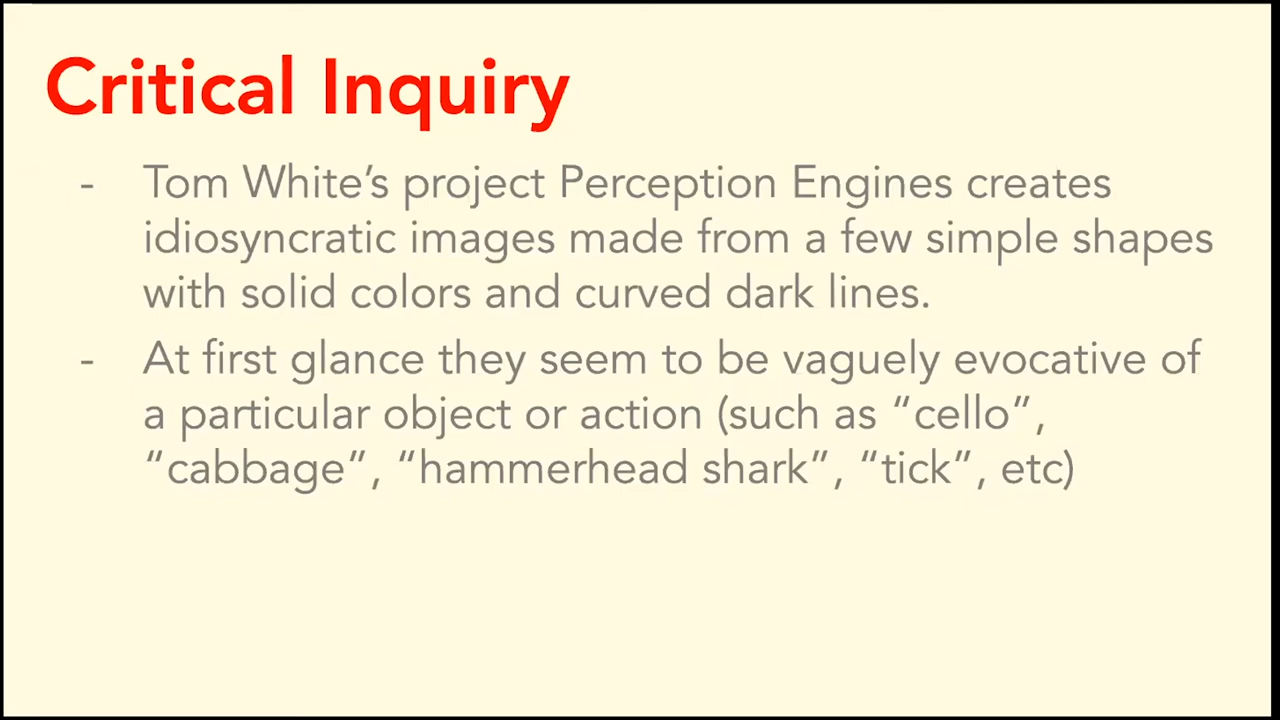 Critical Inquiry
- Tom White’s project Perception Engines creates
idiosyncratic images made from a few simple shapes
with solid colors and curved dark lines.
- At first glance they seem to be vaguely evocative of
a particular object or action (such as “cello”,
“cabbage”, “hammerhead shark”, “tick”, etc)